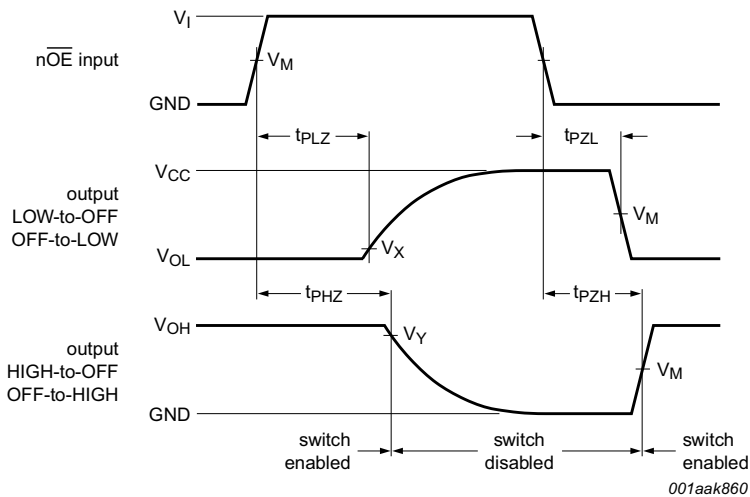 V_I
nO̅E̅ input
V_M
GND
t_PLZ
t_PZL
V_CC
output
LOW-to-OFF
OFF-to-LOW
V_M
V_OL
V_X
t_PHZ
t_PZH
V_OH
V_Y
output
HIGH-to-OFF
OFF-to-HIGH
V_M
GND
switch
enabled
switch
disabled
switch
enabled
001aak860